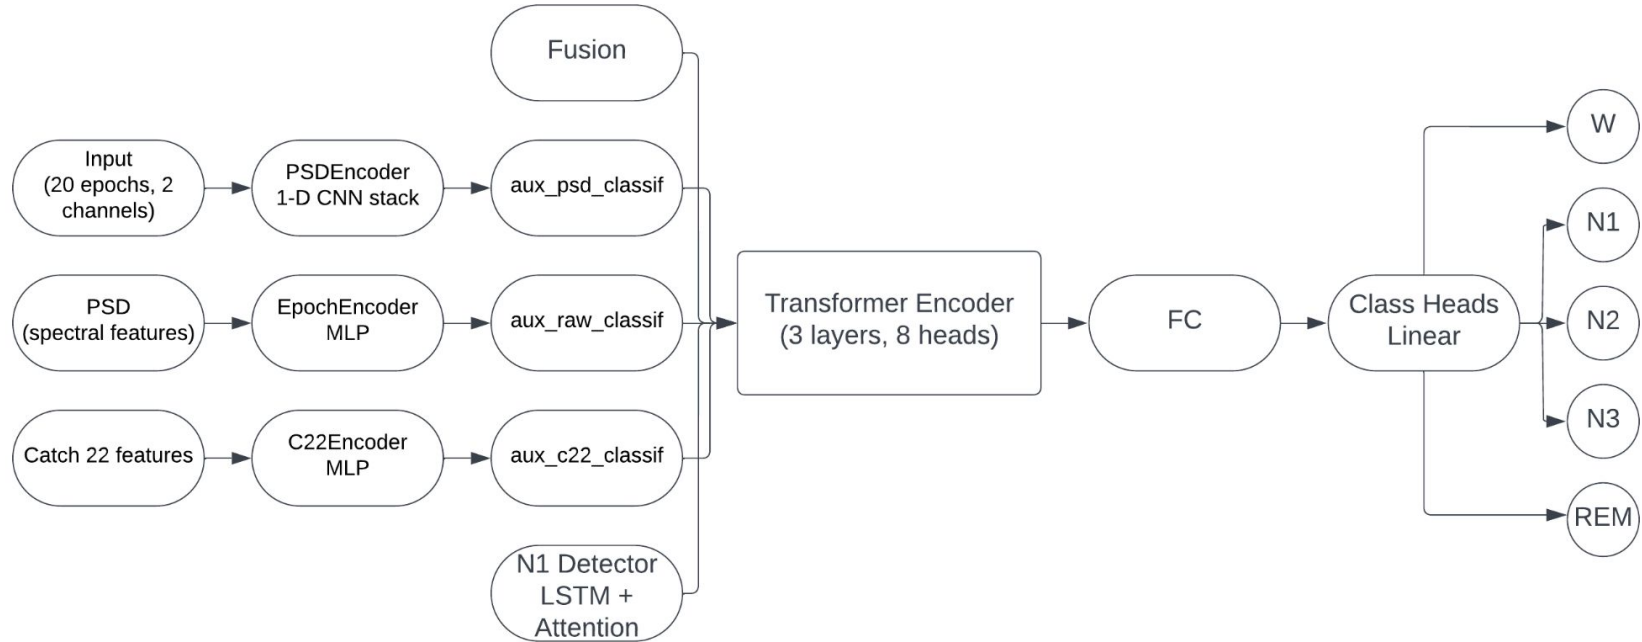 Fusion
Input
(20 epochs, 2
channels)
PSDEncoder
1-D CNN stack
aux_psd_classif
PSD
(spectral features)
EpochEncoder
MLP
aux_raw_classif
Catch 22 features
C22Encoder
MLP
aux_c22_classif
N1 Detector
LSTM +
Attention
Transformer Encoder
(3 layers, 8 heads)
FC
Class Heads
Linear
W
N1
N2
N3
REM